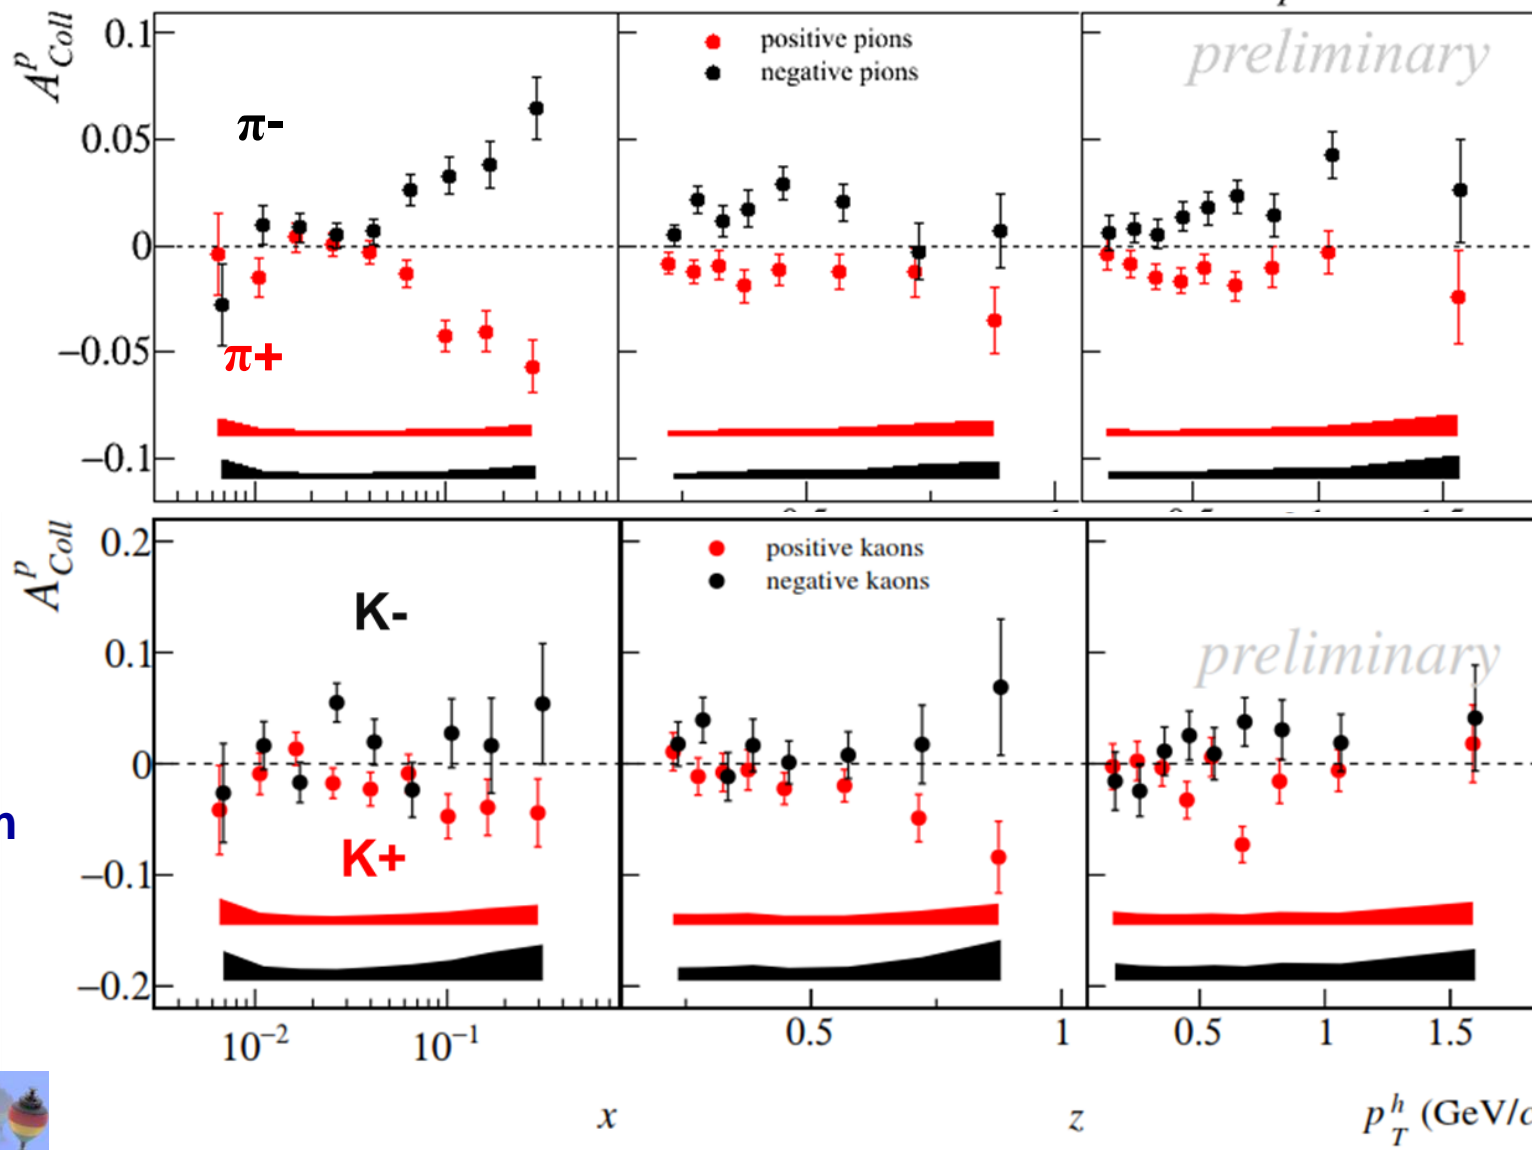 A^p_Coll
0.1
0.05
0
−0.05
−0.1
π-
π+
positive pions
negative pions
preliminary
A^p_Coll
0.2
0.1
0
−0.1
−0.2
K-
K+
positive kaons
negative kaons
preliminary
10^−2
10^−1
0.5
1
0.5
1
1.5
x
z
p_T^h (GeV/c